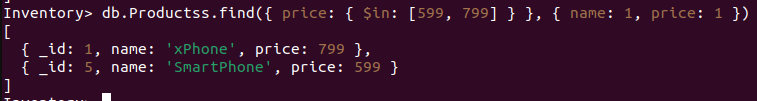 Inventory> db.Productss.find({ price: { $in: [599, 799] } }, { name: 1, price: 1 })
[
  { _id: 1, name: 'xPhone', price: 799 },
  { _id: 5, name: 'SmartPhone', price: 599 }
]
Inventory>